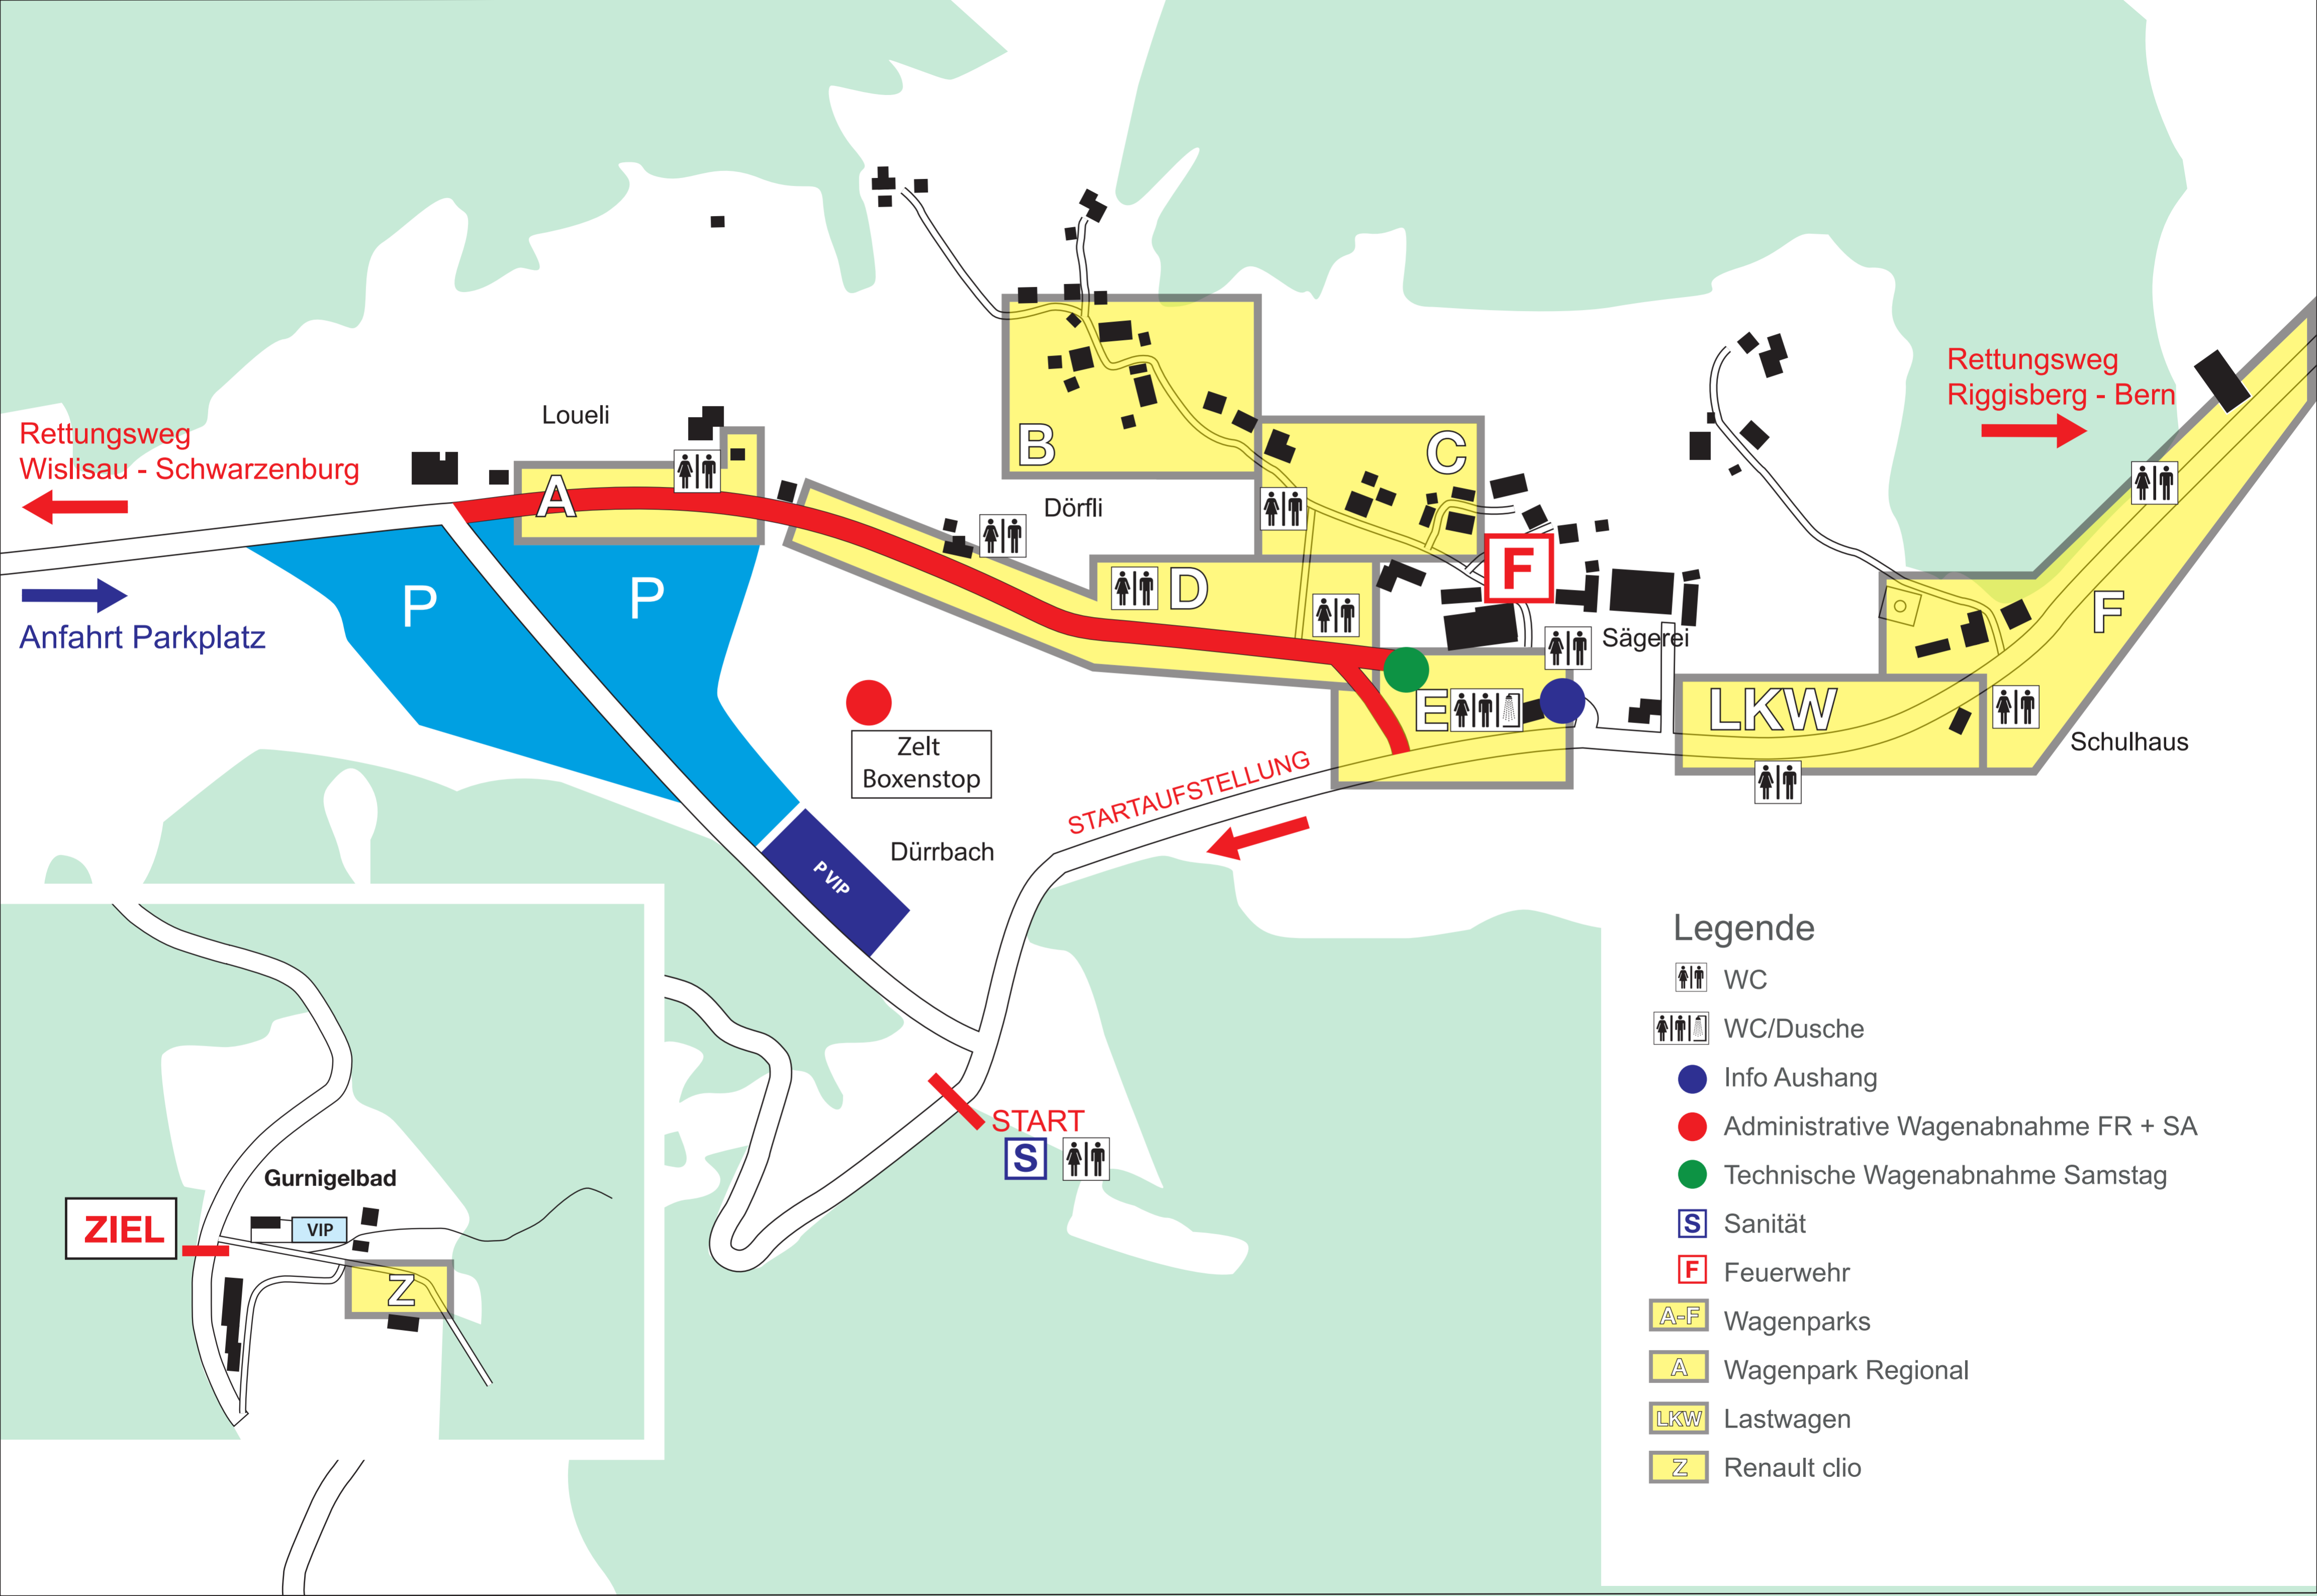 Rettungsweg
Wislisau - Schwarzenburg
Anfahrt Parkplatz
Loueli
A
P
P
B
C
Dörfli
D
F
Sägerei
Rettungsweg
Riggisberg - Bern
F
E
LKW
Schulhaus
Zelt
Boxenstop
STARTAUFSTELLUNG
Dürrbach
P VIP
START
S
Gurnigelbad
ZIEL
VIP
Z
Legende
WC
WC/Dusche
Info Aushang
Administrative Wagenabnahme FR + SA
Technische Wagenabnahme Samstag
S Sanität
F Feuerwehr
A-F Wagenparks
A Wagenpark Regional
LKW Lastwagen
Z Renault clio